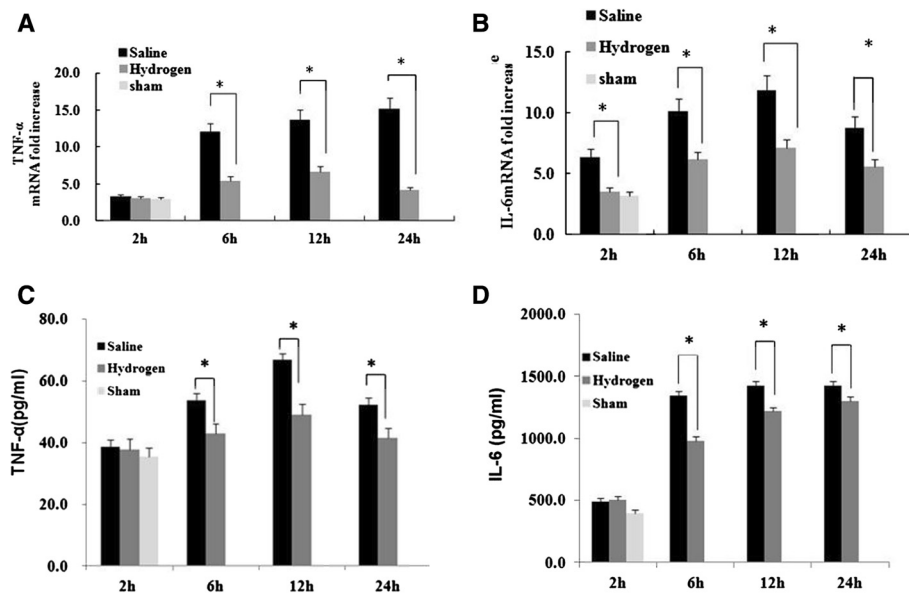 A
Saline
Hydrogen
sham
TNF-α
mRNA fold increase
20.0
15.0
10.0
5.0
0.0
*
*
*
2h
6h
12h
24h
B
Saline
Hydrogen
sham
IL-6mRNA fold increas
e
15.0
10.0
5.0
0.0
*
*
*
*
2h
6h
12h
24h
C
Saline
Hydrogen
Sham
TNF-α(pg/ml)
80.0
60.0
40.0
20.0
0.0
*
*
*
2h
6h
12h
24h
D
Saline
Hydrogen
Sham
IL-6 (pg/ml)
2000.0
1500.0
1000.0
500.0
0.0
*
*
*
2h
6h
12h
24h